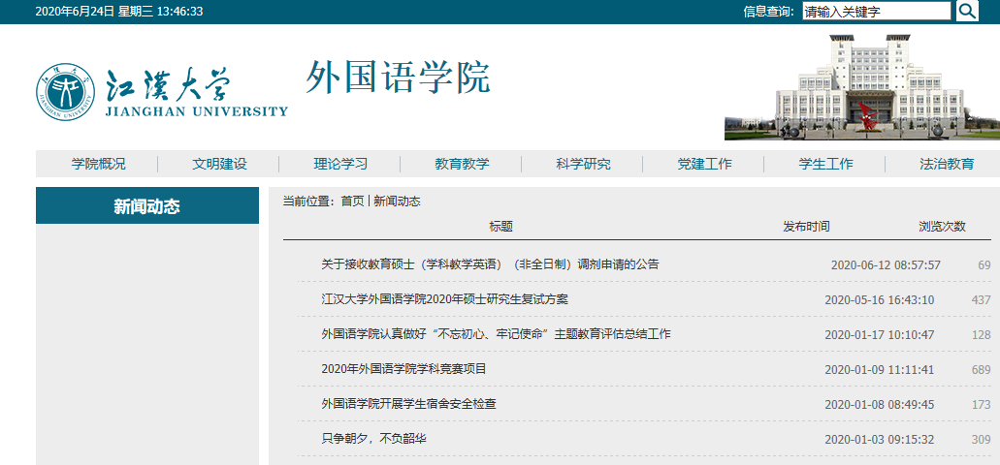 2020年6月24日 星期三 13:46:33 信息查询: 请输入关键字
江汉大学 外国语学院
JIANGHAN UNIVERSITY
学院概况 文明建设 理论学习 教育教学 科学研究 党建工作 学生工作 法治教育
新闻动态
当前位置: 首页 | 新闻动态
标题 发布时间 浏览次数
关于接收教育硕士（学科教学英语）（非全日制）调剂申请的公告 2020-06-12 08:57:57 69
江汉大学外国语学院2020年硕士研究生复试方案 2020-05-16 16:43:10 437
外国语学院认真做好“不忘初心、牢记使命”主题教育评估总结工作 2020-01-17 10:10:47 128
2020年外国语学院学科竞赛项目 2020-01-09 11:11:41 689
外国语学院开展学生宿舍安全检查 2020-01-08 08:49:45 173
只争朝夕，不负韶华 2020-01-03 09:15:32 309